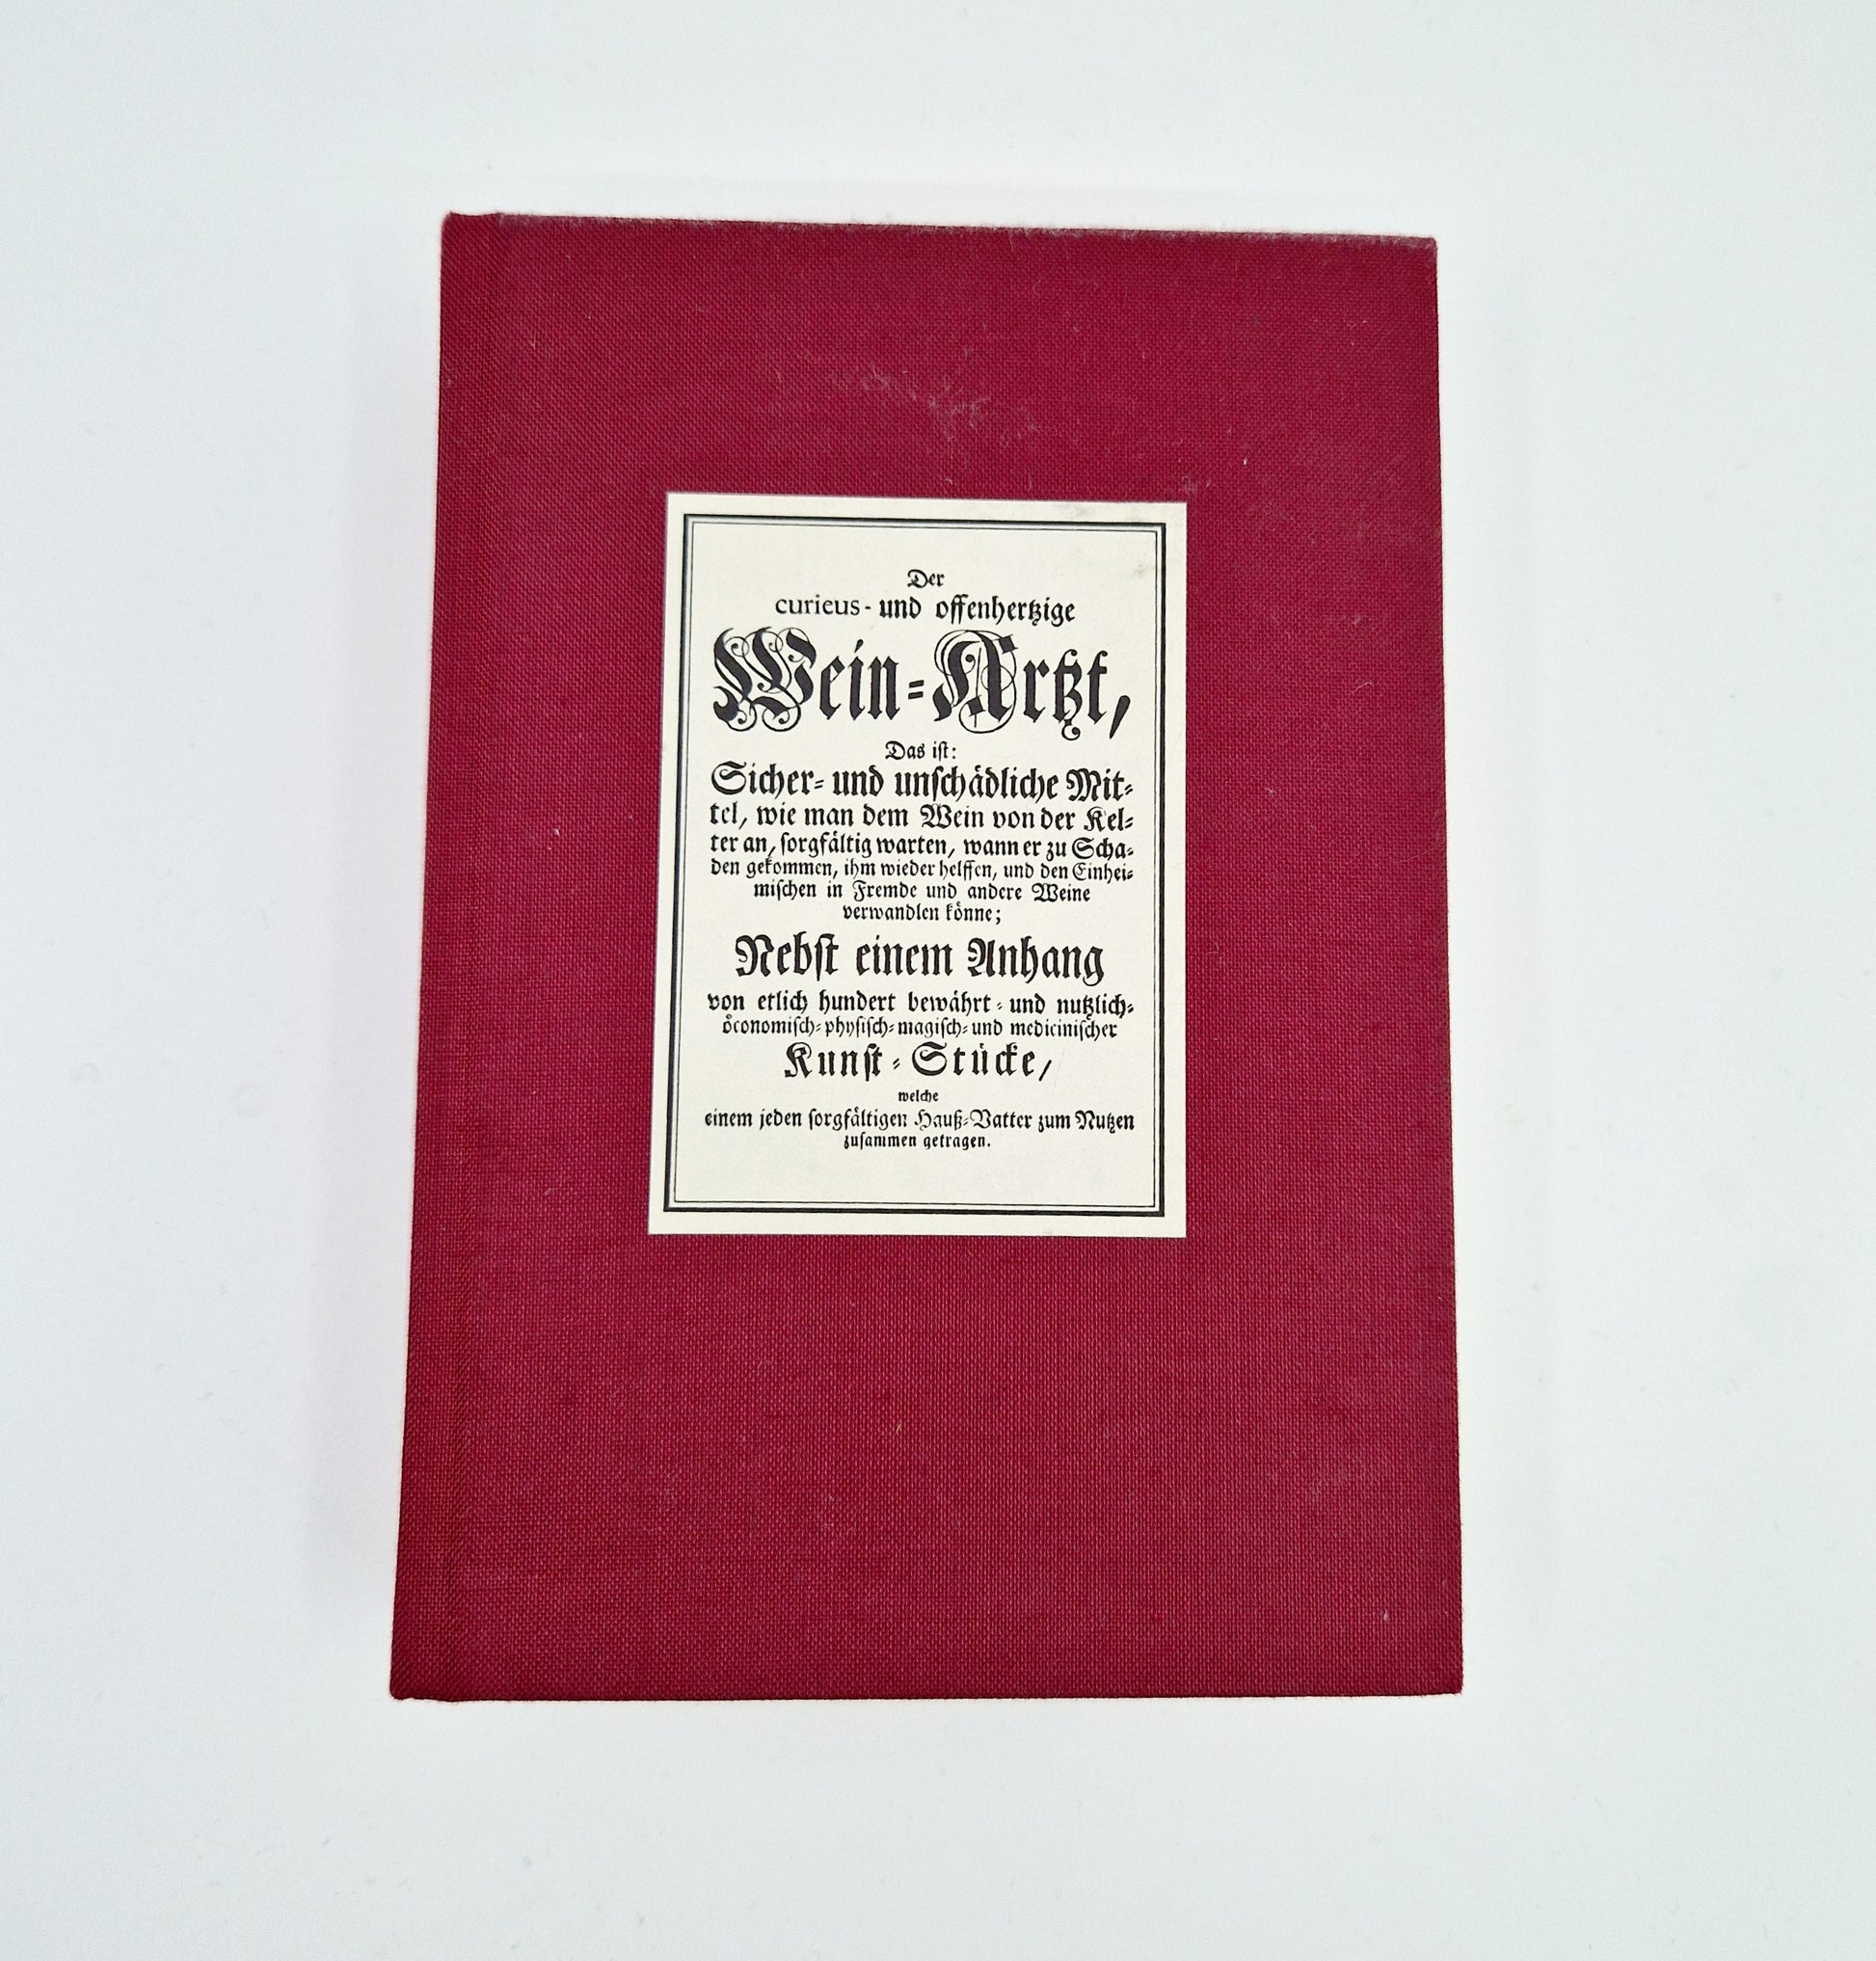 Der
curieus- und offenhertzige
Wein-Artzt,
Das ist:
Sicher- und unſchädliche Mit-
tel, wie man dem Wein von der Kel-
ter an, ſorgfältig warten, wann er zu Scha-
den gekommen, ihm wieder helffen, und den Einhei-
miſchen in Fremde und andere Weine
verwandlen könne;
Nebſt einem Anhang
von etlich hundert bewährt- und nutzlich-
öconomiſch-phyſiſch-magiſch-und medicinischer
Kunſt-Stücke,
welche
einem jeden ſorgfältigen Hauß-Vatter zum Nutzen
zuſammen getragen.